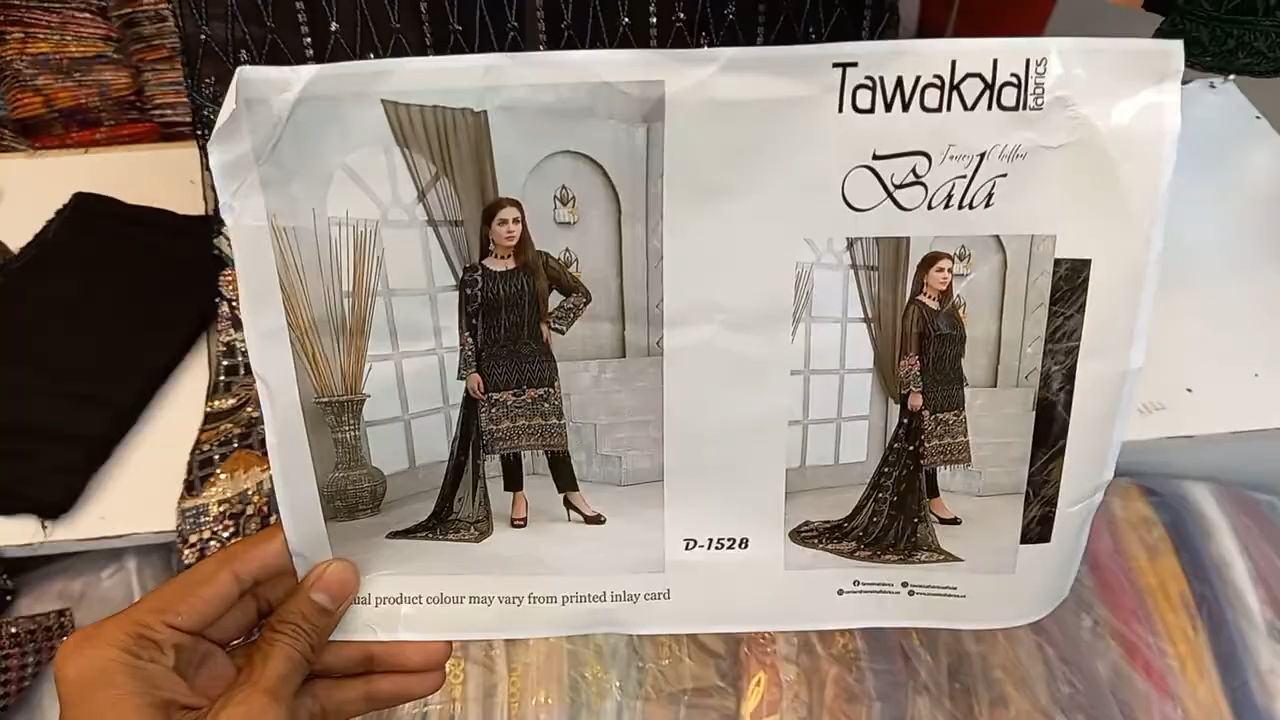 Tawakkal
fabrics
Fancy Chiffon
Bala
D-1528
ual product colour may vary from printed inlay card